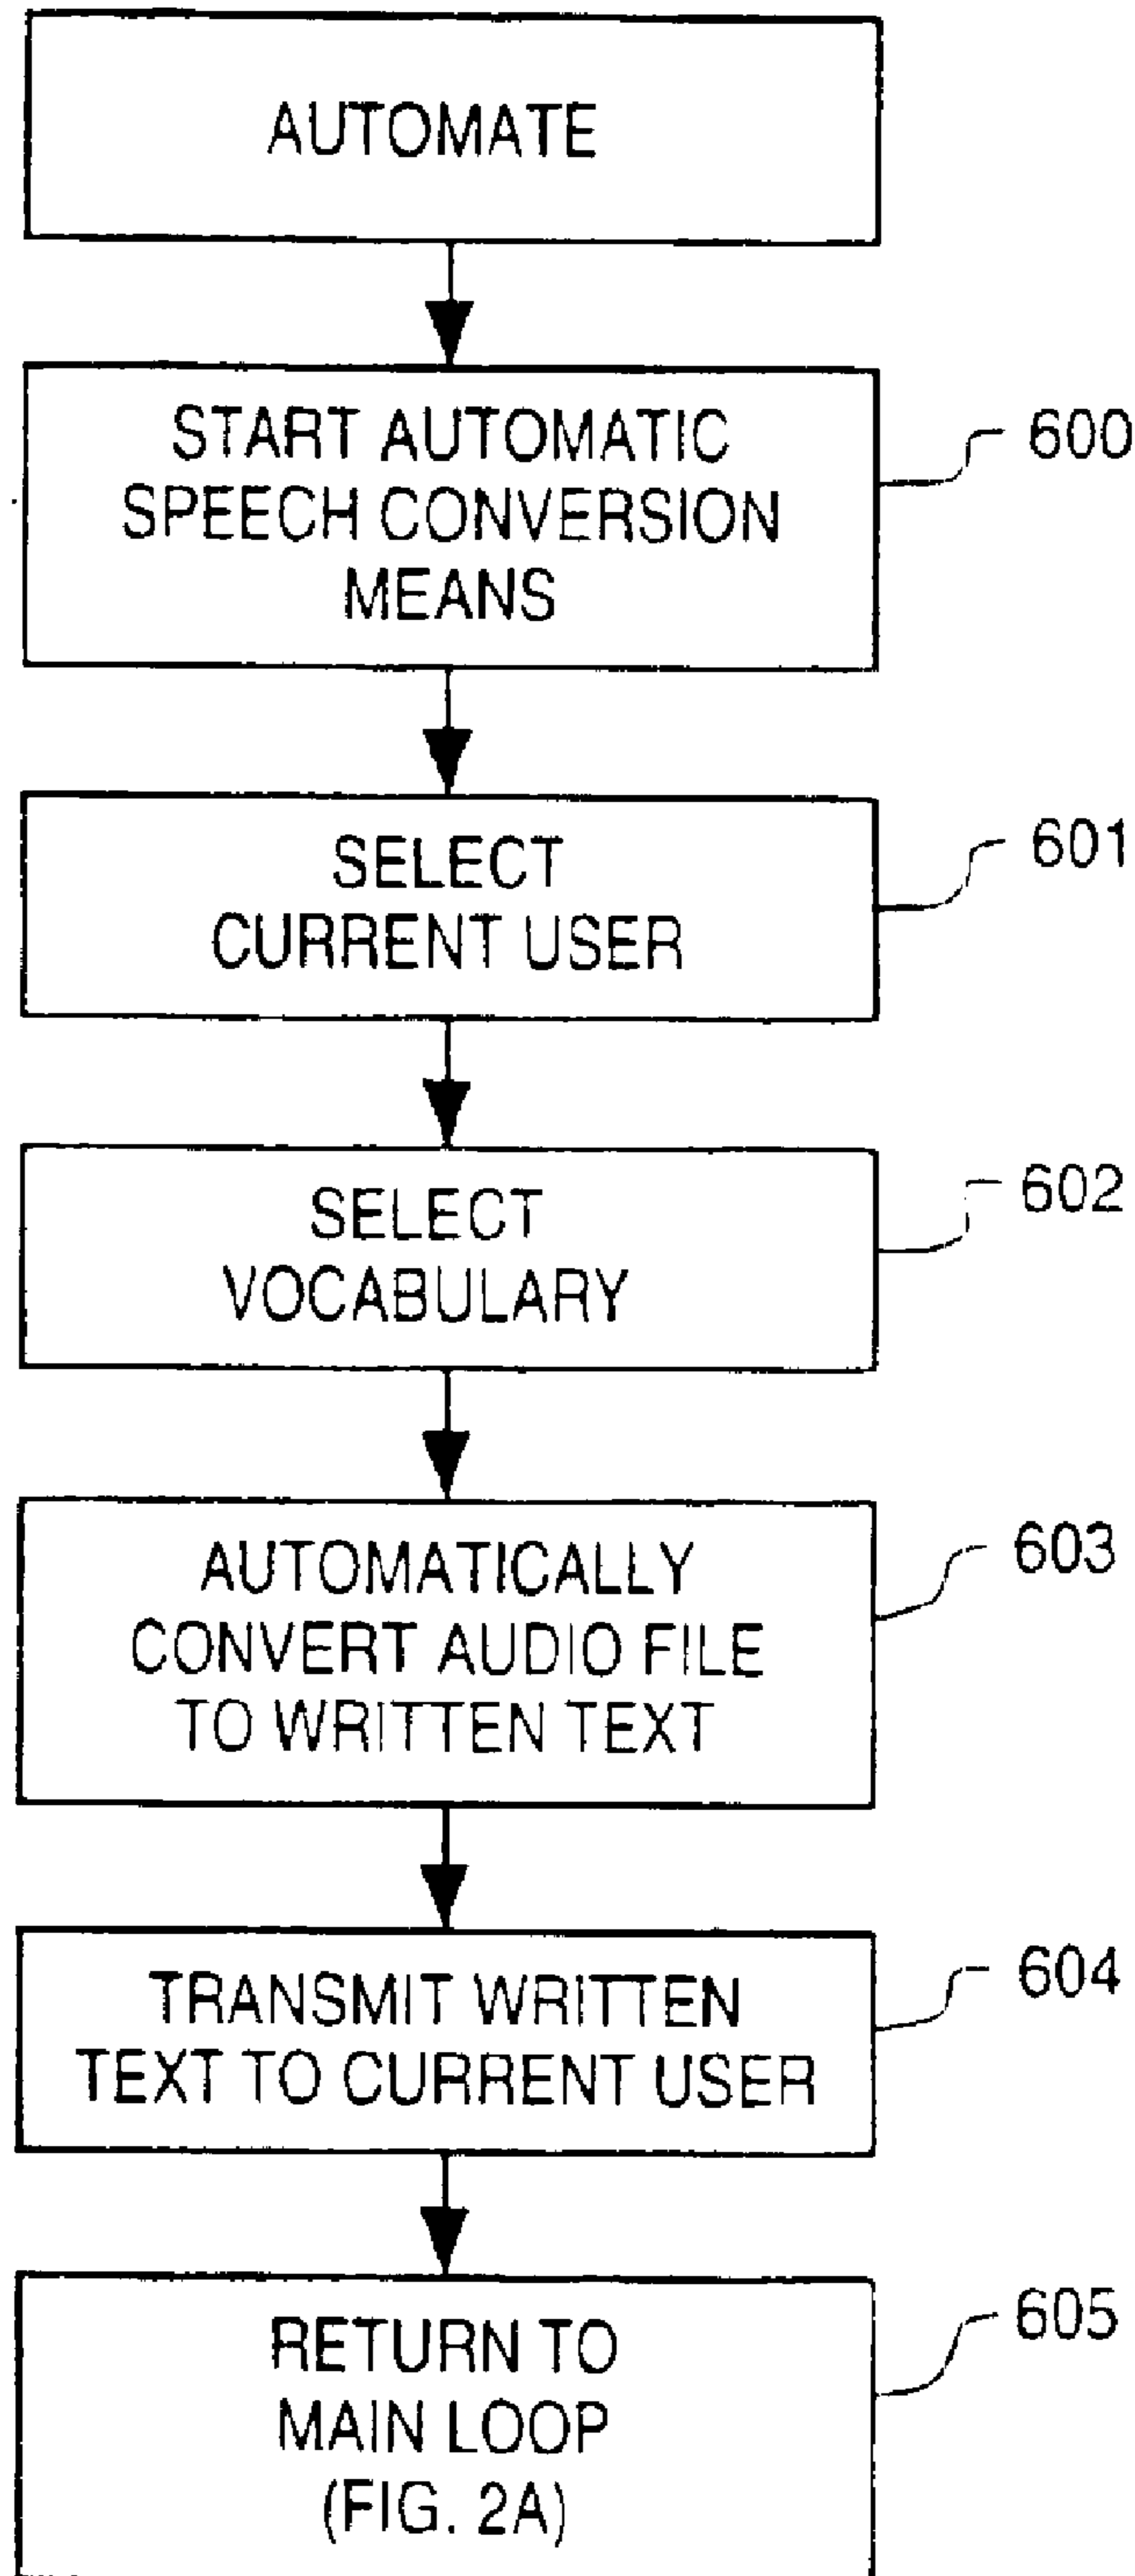 AUTOMATE
START AUTOMATIC
SPEECH CONVERSION
MEANS
600
SELECT
CURRENT USER
601
SELECT
VOCABULARY
602
AUTOMATICALLY
CONVERT AUDIO FILE
TO WRITTEN TEXT
603
TRANSMIT WRITTEN
TEXT TO CURRENT USER
604
RETURN TO
MAIN LOOP
(FIG. 2A)
605